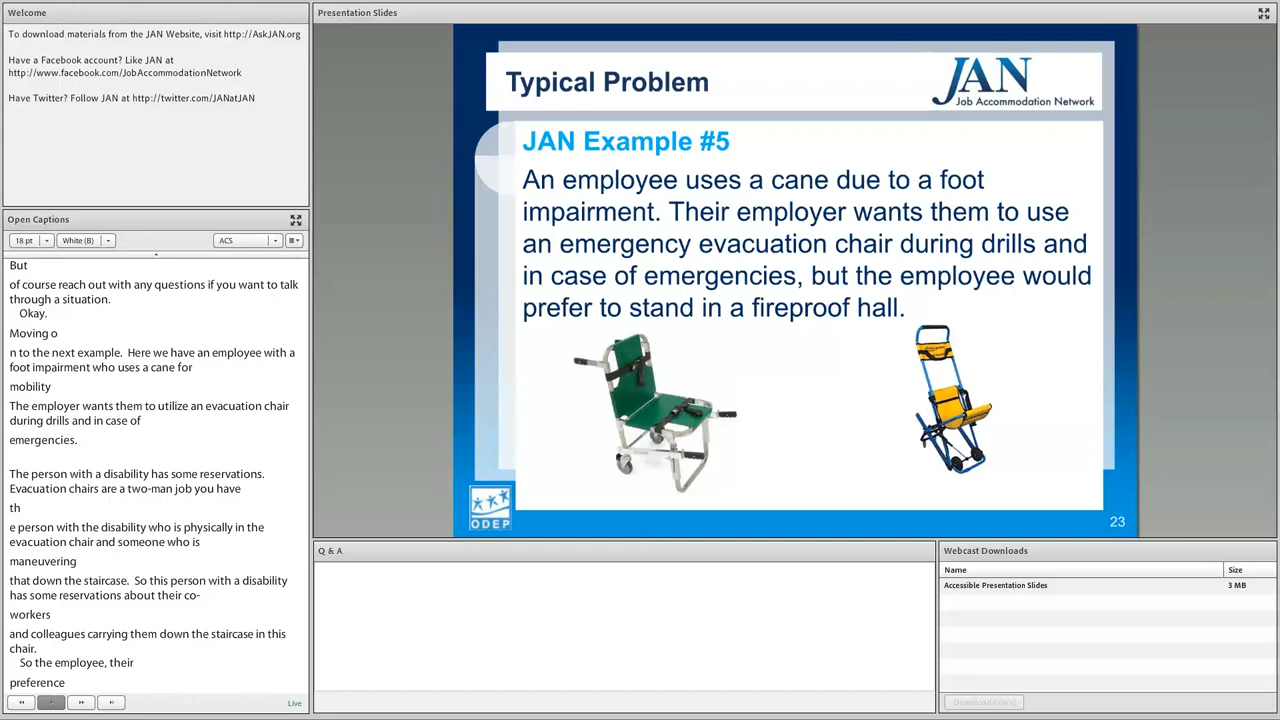 Welcome
To download materials from the JAN Website, visit http://AskJAN.org
Have a Facebook account? Like JAN at
http://www.facebook.com/JobAccommodationNetwork
Have Twitter? Follow JAN at http://twitter.com/JANatJAN
Open Captions
18 pt
White (B)
ACS
But
of course reach out with any questions if you want to talk
through a situation.
Okay.
Moving o
n to the next example. Here we have an employee with a
foot impairment who uses a cane for
mobility
The employer wants them to utilize an evacuation chair
during drills and in case of
emergencies.
The person with a disability has some reservations.
Evacuation chairs are a two-man job you have
th
e person with the disability who is physically in the
evacuation chair and someone who is
maneuvering
that down the staircase. So this person with a disability
has some reservations about their co-
workers
and colleagues carrying them down the staircase in this
chair.
So the employee, their
preference
Live
Presentation Slides
Typical Problem
JAN
Job Accommodation Network
JAN Example #5
An employee uses a cane due to a foot
impairment. Their employer wants them to use
an emergency evacuation chair during drills and
in case of emergencies, but the employee would
prefer to stand in a fireproof hall.
ODEP
23
Q & A
Webcast Downloads
Name Size
Accessible Presentation Slides 3 MB
Download File(s)